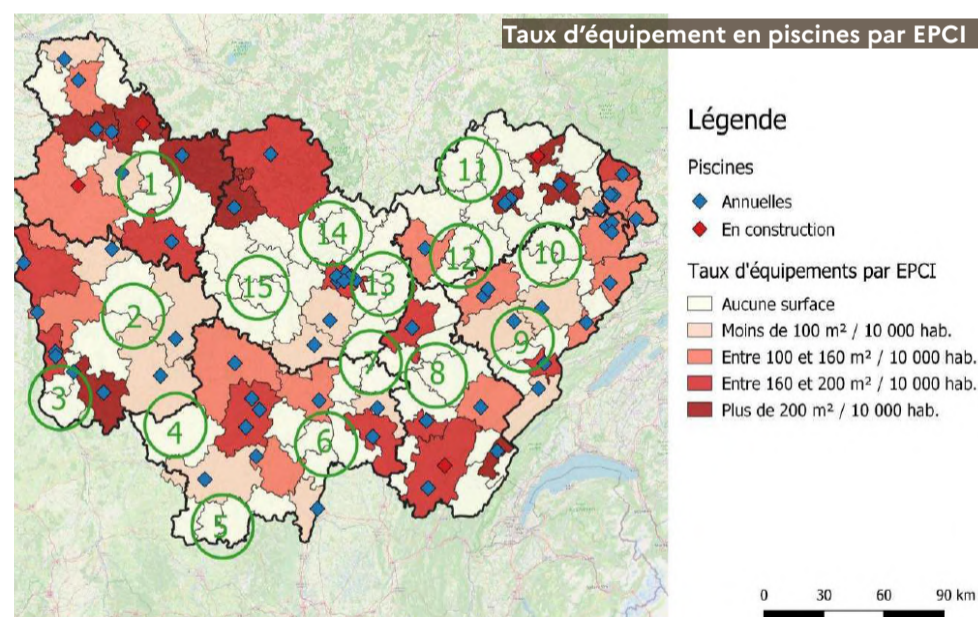 Taux d'équipement en piscines par EPCI
Légende
Piscines
Annuelles
En construction
Taux d'équipements par EPCI
Aucune surface
Moins de 100 m² / 10 000 hab.
Entre 100 et 160 m² / 10 000 hab.
Entre 160 et 200 m² / 10 000 hab.
Plus de 200 m² / 10 000 hab.
0 30 60 90 km
1
11
14
12
10
15
13
2
9
7
8
3
4
6
5